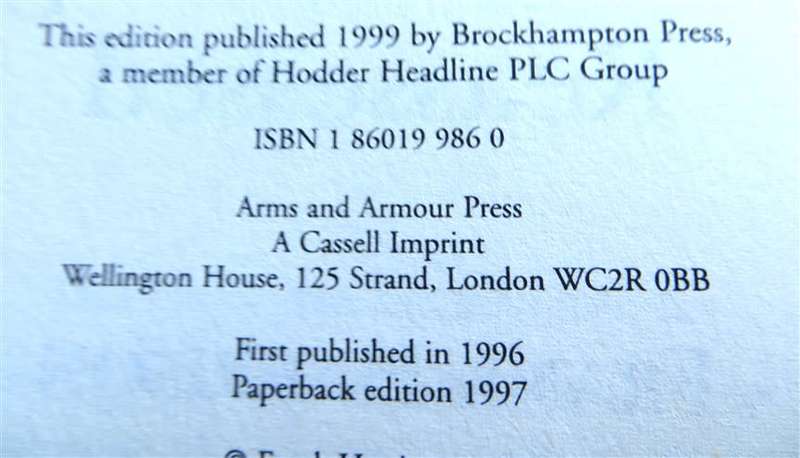 This edition published 1999 by Brockhampton Press,
a member of Hodder Headline PLC Group
ISBN 1 86019 986 0
Arms and Armour Press
A Cassell Imprint
Wellington House, 125 Strand, London WC2R 0BB
First published in 1996
Paperback edition 1997
©